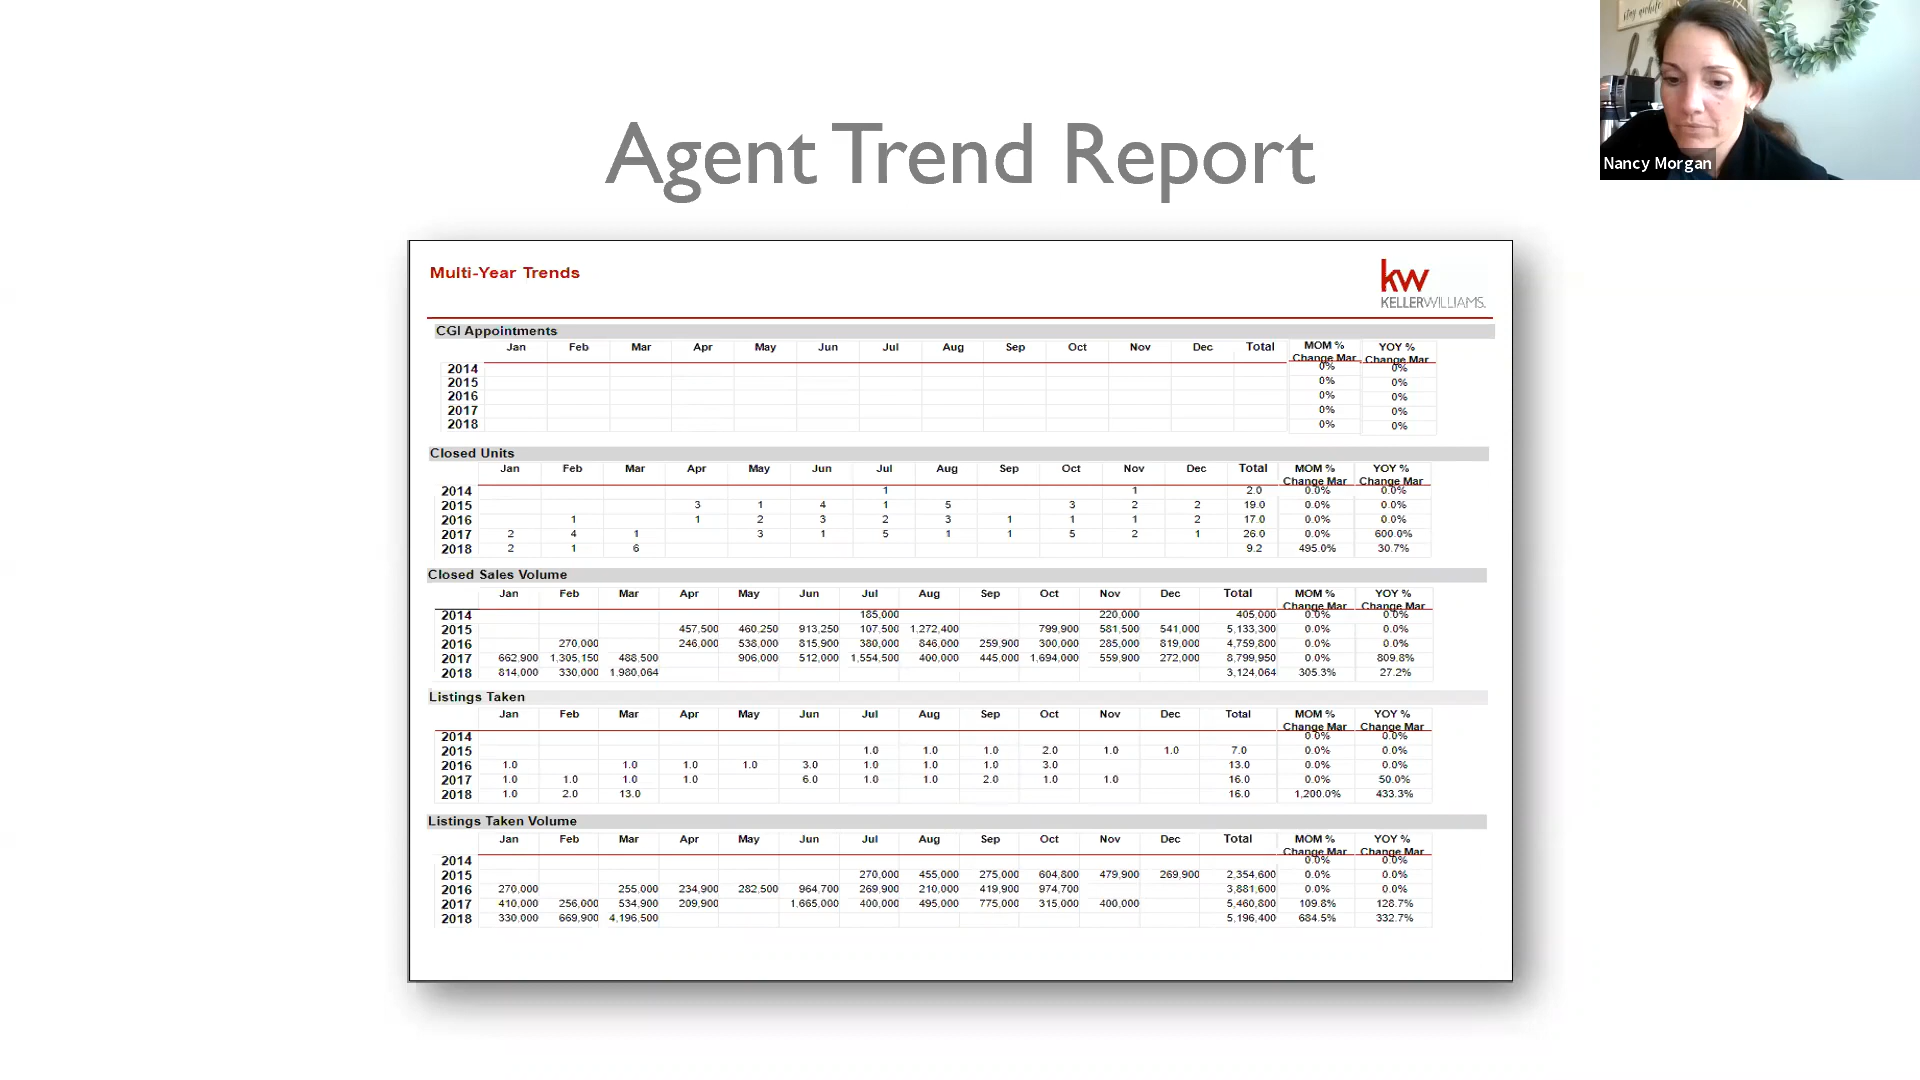 stay awhile
Nancy Morgan
Agent Trend Report
Multi-Year Trends
kw
KELLERWILLIAMS.
CGI Appointments
Jan Feb Mar Apr May Jun Jul Aug Sep Oct Nov Dec Total MOM % Change Mar YOY % Change Mar
2014 0% 0%
2015 0% 0%
2016 0% 0%
2017 0% 0%
2018 0% 0%
Closed Units
Jan Feb Mar Apr May Jun Jul Aug Sep Oct Nov Dec Total MOM % Change Mar YOY % Change Mar
2014 1 1 2.0 0.0% 0.0%
2015 3 1 4 1 5 3 2 2 19.0 0.0% 0.0%
2016 1 1 2 3 2 3 1 1 1 2 17.0 0.0% 0.0%
2017 2 4 1 3 1 5 1 1 5 2 1 26.0 0.0% 600.0%
2018 2 1 6 9.2 495.0% 30.7%
Closed Sales Volume
Jan Feb Mar Apr May Jun Jul Aug Sep Oct Nov Dec Total MOM % Change Mar YOY % Change Mar
2014 185,000 220,000 405,000 0.0% 0.0%
2015 457,500 460,250 913,250 107,500 1,272,400 799,900 581,500 541,000 5,133,300 0.0% 0.0%
2016 270,000 246,000 538,000 815,900 380,000 846,000 259,900 300,000 285,000 819,000 4,759,800 0.0% 0.0%
2017 662,900 1,305,150 488,500 906,000 512,000 1,554,500 400,000 445,000 1,694,000 559,900 272,000 8,799,950 0.0% 809.8%
2018 814,000 330,000 1,980,064 3,124,064 305.3% 27.2%
Listings Taken
Jan Feb Mar Apr May Jun Jul Aug Sep Oct Nov Dec Total MOM % Change Mar YOY % Change Mar
2014 0.0% 0.0%
2015 1.0 1.0 1.0 2.0 1.0 1.0 7.0 0.0% 0.0%
2016 1.0 1.0 1.0 1.0 3.0 1.0 1.0 1.0 3.0 13.0 0.0% 0.0%
2017 1.0 1.0 1.0 1.0 6.0 1.0 1.0 2.0 1.0 1.0 16.0 0.0% 50.0%
2018 1.0 2.0 13.0 16.0 1,200.0% 433.3%
Listings Taken Volume
Jan Feb Mar Apr May Jun Jul Aug Sep Oct Nov Dec Total MOM % Change Mar YOY % Change Mar
2014 0.0% 0.0%
2015 270,000 455,000 275,000 604,800 479,900 269,900 2,354,600 0.0% 0.0%
2016 270,000 255,000 234,900 282,500 964,700 269,900 210,000 419,900 974,700 3,881,600 0.0% 0.0%
2017 410,000 256,000 534,900 209,900 1,665,000 400,000 495,000 775,000 315,000 400,000 5,460,800 109.8% 128.7%
2018 330,000 669,900 4,196,500 5,196,400 684.5% 332.7%